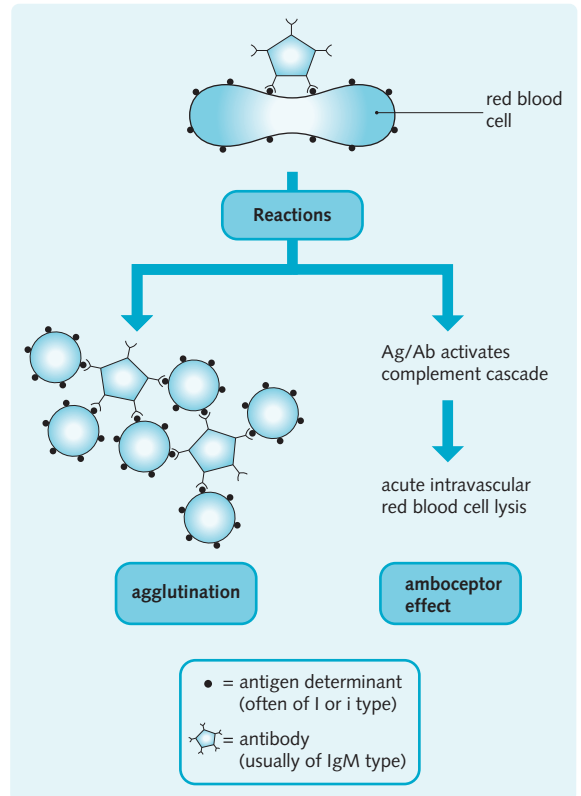 red blood
cell
Reactions
Ag/Ab activates
complement cascade
acute intravascular
red blood cell lysis
agglutination
amboceptor
effect
= antigen determinant
(often of I or i type)
= antibody
(usually of IgM type)